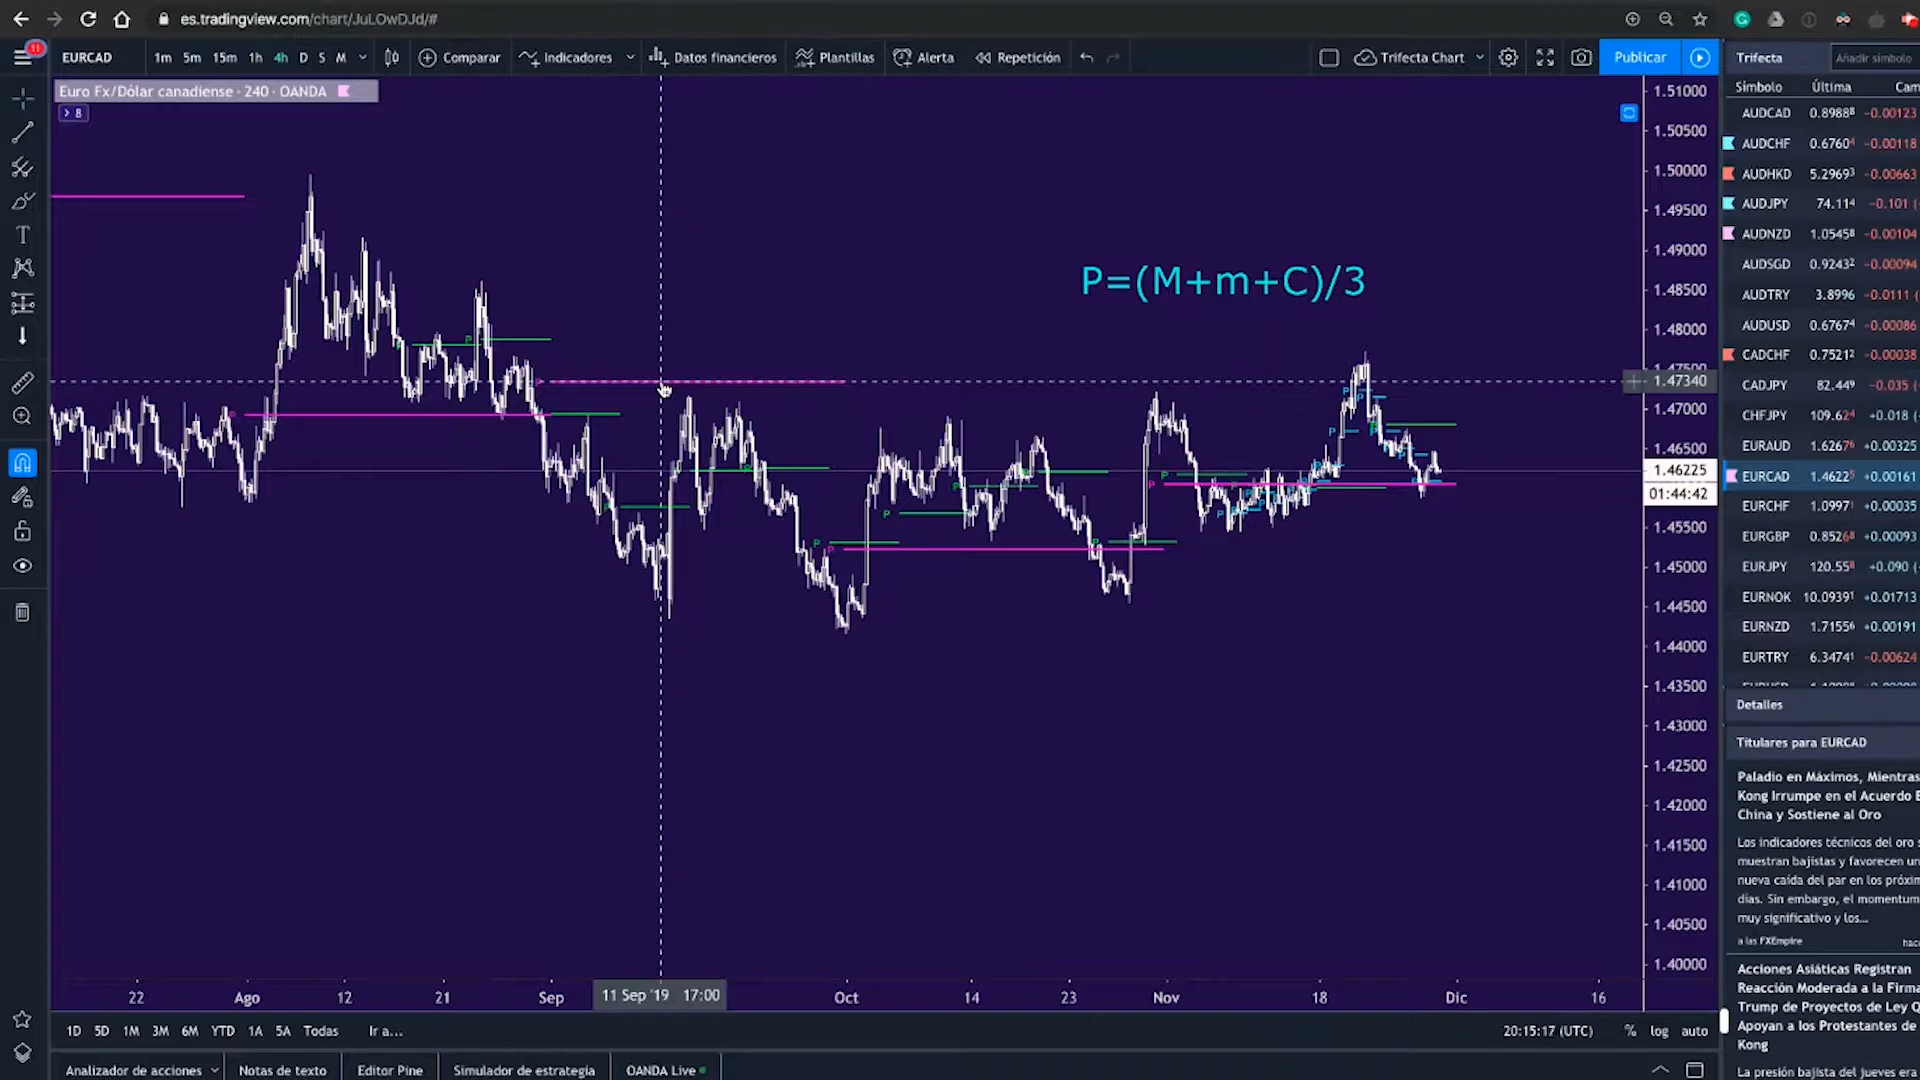 es.tradingview.com/chart/JuLOwDJd/#
11
EURCAD
1m 5m 15m 1h 4h D S M
Comparar
Indicadores
Datos financieros
Plantillas
Alerta
Repetición
Trifecta Chart
Publicar
Trifecta
Añadir símbolo
Euro Fx/Dólar canadiense · 240 · OANDA
8
P=(M+m+C)/3
1.51000
1.50500
1.50000
1.49500
1.49000
1.48500
1.48000
1.47340
1.47000
1.46500
1.46225
01:44:42
1.45500
1.45000
1.44500
1.44000
1.43500
1.43000
1.42500
1.42000
1.41500
1.41000
1.40500
1.40000
Símbolo Última Cam
AUDCAD 0.89888 -0.00123
AUDCHF 0.67604 -0.00118
AUDHKD 5.29693 -0.00663
AUDJPY 74.114 -0.101 (
AUDNZD 1.05458 -0.00104
AUDSGD 0.92432 -0.00094
AUDTRY 3.8996 -0.0111 (
AUDUSD 0.67674 -0.00086
CADCHF 0.75212 -0.00038
CADJPY 82.449 -0.035 (
CHFJPY 109.624 +0.018 (
EURAUD 1.62676 +0.00325
EURCAD 1.46225 +0.00161
EURCHF 1.09971 +0.00035
EURGBP 0.85268 +0.00093
EURJPY 120.558 +0.090 (
EURNOK 10.09391 +0.01713
EURNZD 1.71556 +0.00191
EURTRY 6.34741 -0.00624
Detalles
Titulares para EURCAD
Paladio en Máximos, Mientras
Kong Irrumpe en el Acuerdo E
China y Sostiene al Oro
Los indicadores técnicos del oro s
muestran bajistas y favorecen un
nueva caída del par en los próxim
días. Sin embargo, el momentum
muy significativo y los...
a las FXEmpire hac
Acciones Asiáticas Registran
Reacción Moderada a la Firma
Trump de Proyectos de Ley Q
Apoyan a los Protestantes de
Kong
La presión bajista del jueves era
22 Ago 12 21 Sep 11 Sep '19 17:00 Oct 14 23 Nov 18 Dic 16
1D 5D 1M 3M 6M YTD 1A 5A Todas Ir a...
20:15:17 (UTC) % log auto
Analizador de acciones Notas de texto Editor Pine Simulador de estrategia OANDA Live